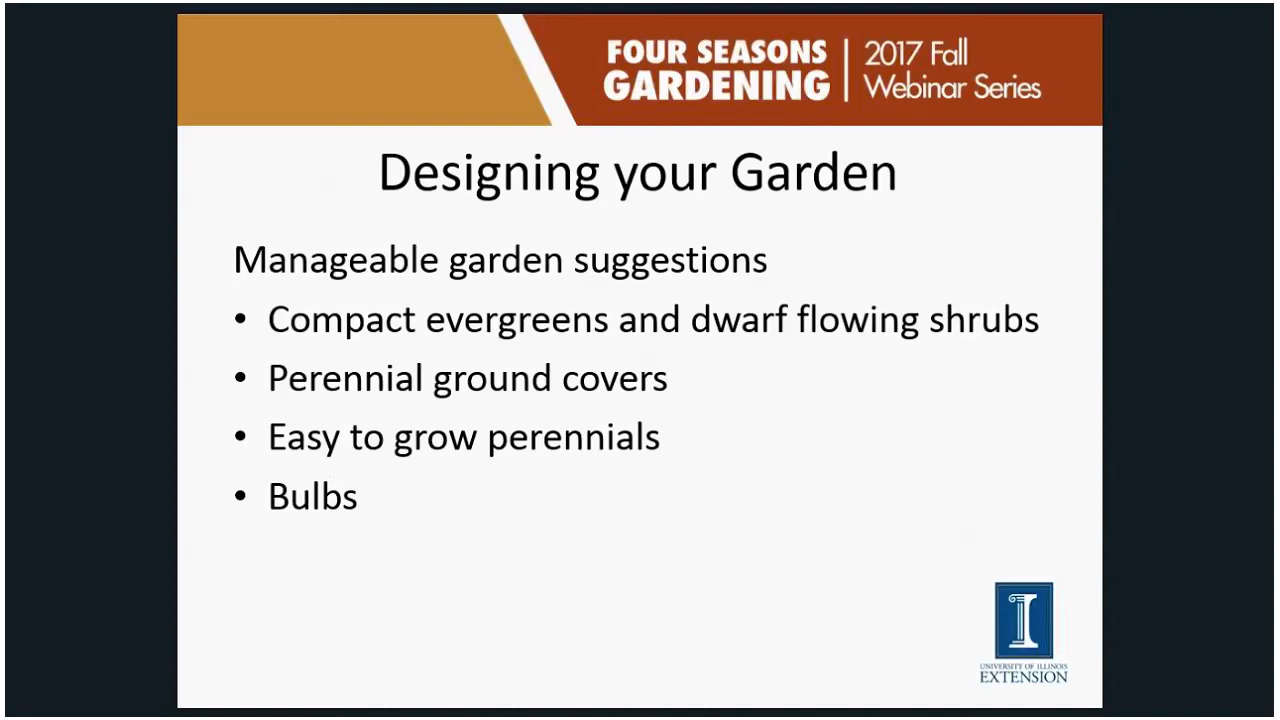 FOUR SEASONS
GARDENING
2017 Fall
Webinar Series
Designing your Garden
Manageable garden suggestions
• Compact evergreens and dwarf flowing shrubs
• Perennial ground covers
• Easy to grow perennials
• Bulbs
I
UNIVERSITY OF ILLINOIS
EXTENSION